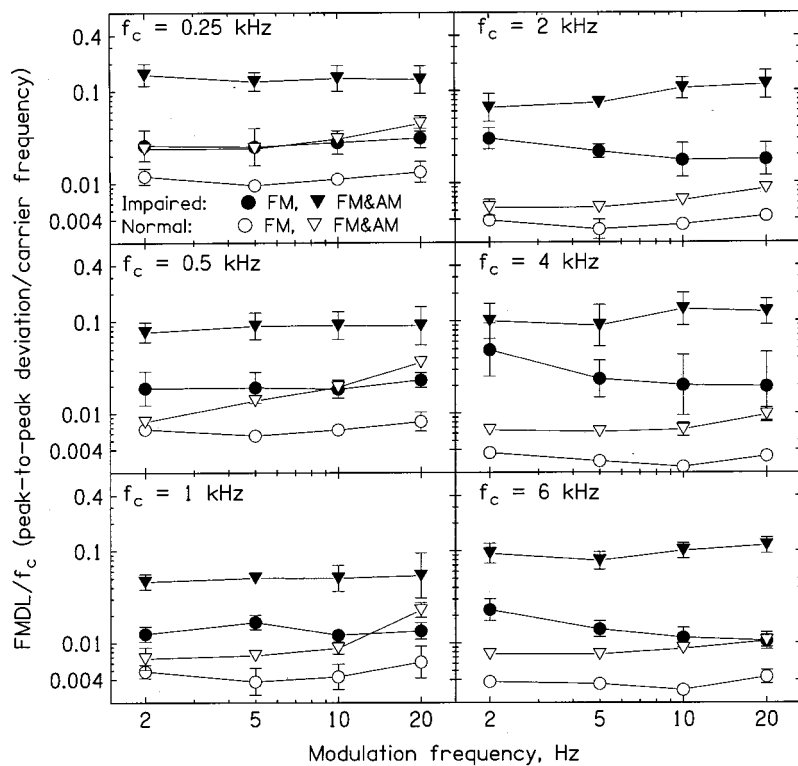 FMDL/f_c (peak-to-peak deviation/carrier frequency)
f_c = 0.25 kHz
f_c = 2 kHz
0.4
0.1
0.01
0.004
Impaired: ● FM, ▼ FM&AM
Normal: ○ FM, ▽ FM&AM
f_c = 0.5 kHz
f_c = 4 kHz
0.4
0.1
0.01
0.004
f_c = 1 kHz
f_c = 6 kHz
0.4
0.1
0.01
0.004
2 5 10 20 2 5 10 20
Modulation frequency, Hz